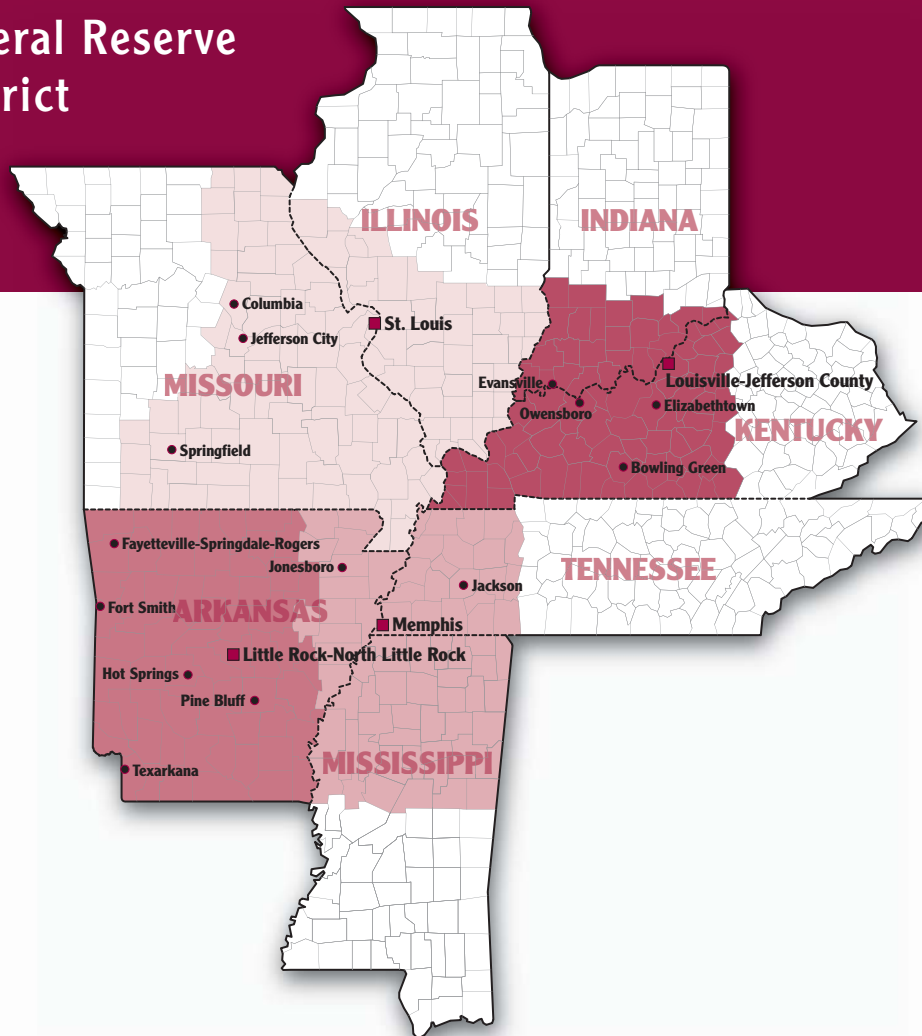 eral Reserve
rict
ILLINOIS
INDIANA
Columbia
St. Louis
Jefferson City
MISSOURI
Evansville
Louisville-Jefferson County
Owensboro
Elizabethtown
KENTUCKY
Springfield
Bowling Green
Fayetteville-Springdale-Rogers
Jonesboro
TENNESSEE
Jackson
Fort Smith
ARKANSAS
Memphis
Little Rock-North Little Rock
Hot Springs
Pine Bluff
MISSISSIPPI
Texarkana